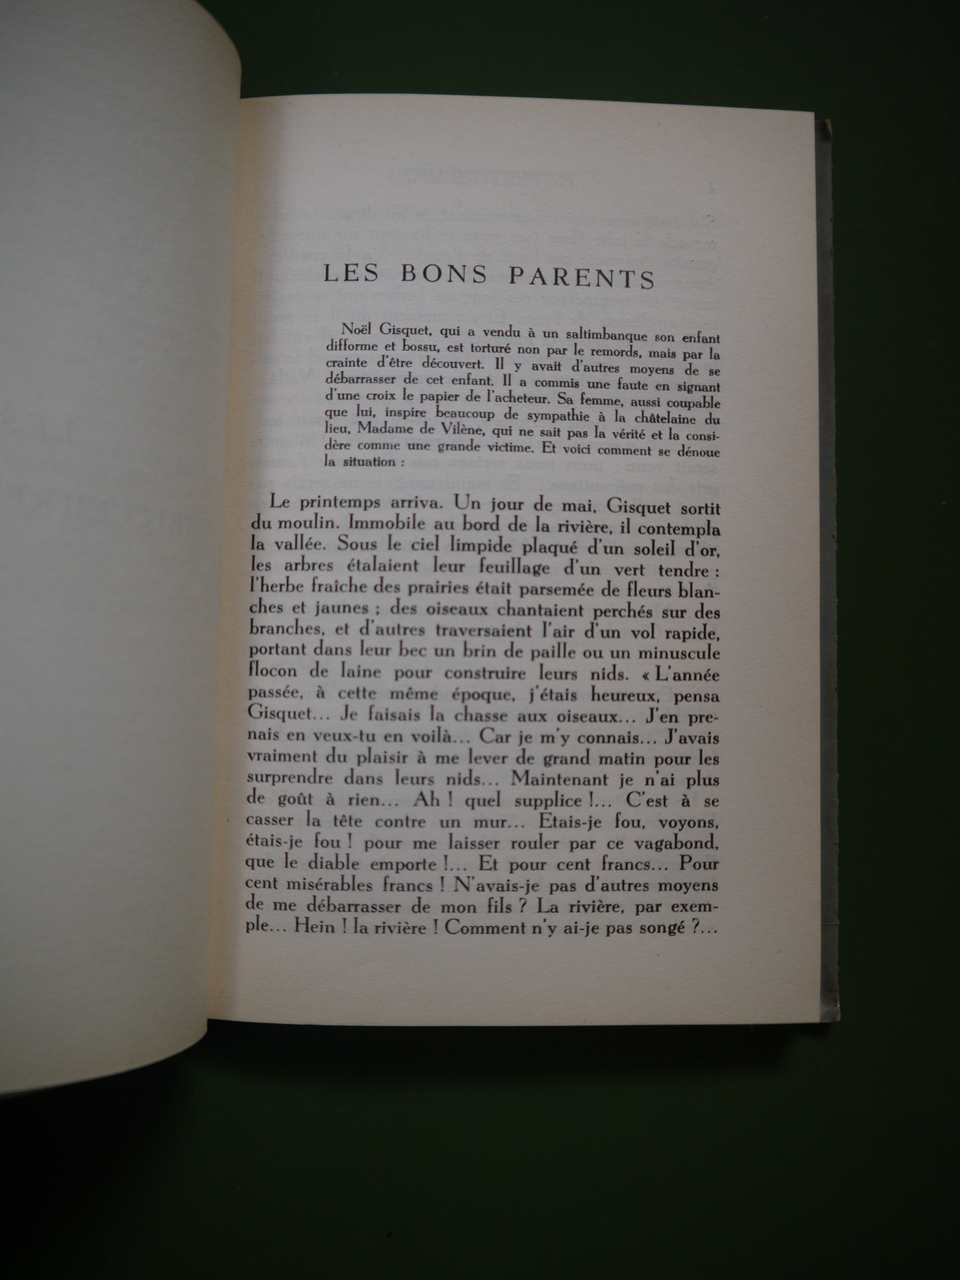 LES BONS PARENTS
Noël Gisquet, qui a vendu à un saltimbanque son enfant
difforme et bossu, est torturé non par le remords, mais par la
crainte d'être découvert. Il y avait d'autres moyens de se
débarrasser de cet enfant. Il a commis une faute en signant
d'une croix le papier de l'acheteur. Sa femme, aussi coupable
que lui, inspire beaucoup de sympathie à la châtelaine du
lieu, Madame de Vilène, qui ne sait pas la vérité et la consi-
dère comme une grande victime. Et voici comment se dénoue
la situation :
Le printemps arriva. Un jour de mai, Gisquet sortit
du moulin. Immobile au bord de la rivière, il contempla
la vallée. Sous le ciel limpide plaqué d'un soleil d'or,
les arbres étalaient leur feuillage d'un vert tendre :
l'herbe fraîche des prairies était parsemée de fleurs blan-
ches et jaunes ; des oiseaux chantaient perchés sur des
branches, et d'autres traversaient l'air d'un vol rapide,
portant dans leur bec un brin de paille ou un minuscule
flocon de laine pour construire leurs nids. « L'année
passée, à cette même époque, j'étais heureux, pensa
Gisquet... Je faisais la chasse aux oiseaux... J'en pre-
nais en veux-tu en voilà... Car je m'y connais... J'avais
vraiment du plaisir à me lever de grand matin pour les
surprendre dans leurs nids... Maintenant je n'ai plus
de goût à rien... Ah ! quel supplice !... C'est à se
casser la tête contre un mur... Etais-je fou, voyons,
étais-je fou ! pour me laisser rouler par ce vagabond,
que le diable emporte !... Et pour cent francs... Pour
cent misérables francs ! N'avais-je pas d'autres moyens
de me débarrasser de mon fils ? La rivière, par exem-
ple... Hein ! la rivière ! Comment n'y ai-je pas songé ?...